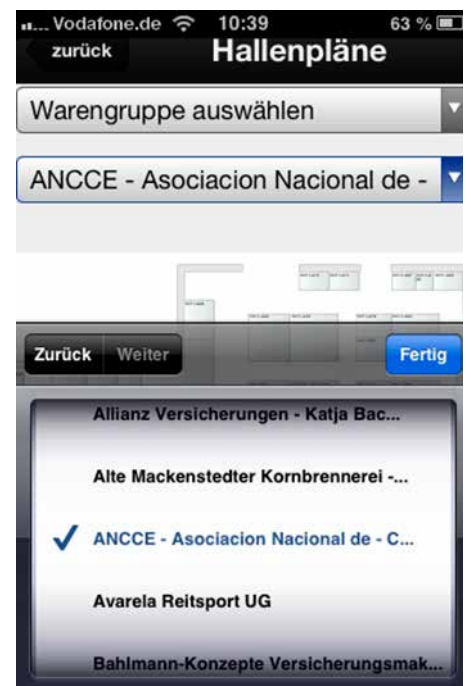 Vodafone.de 10:39 63 %
zurück Hallenpläne
Warengruppe auswählen
ANCCE - Asociacion Nacional de -
Zurück Weiter Fertig
Allianz Versicherungen - Katja Bac...
Alte Mackenstedter Kornbrennerei -...
ANCCE - Asociacion Nacional de - C...
Avarela Reitsport UG
Bahlmann-Konzepte Versicherungsmak...